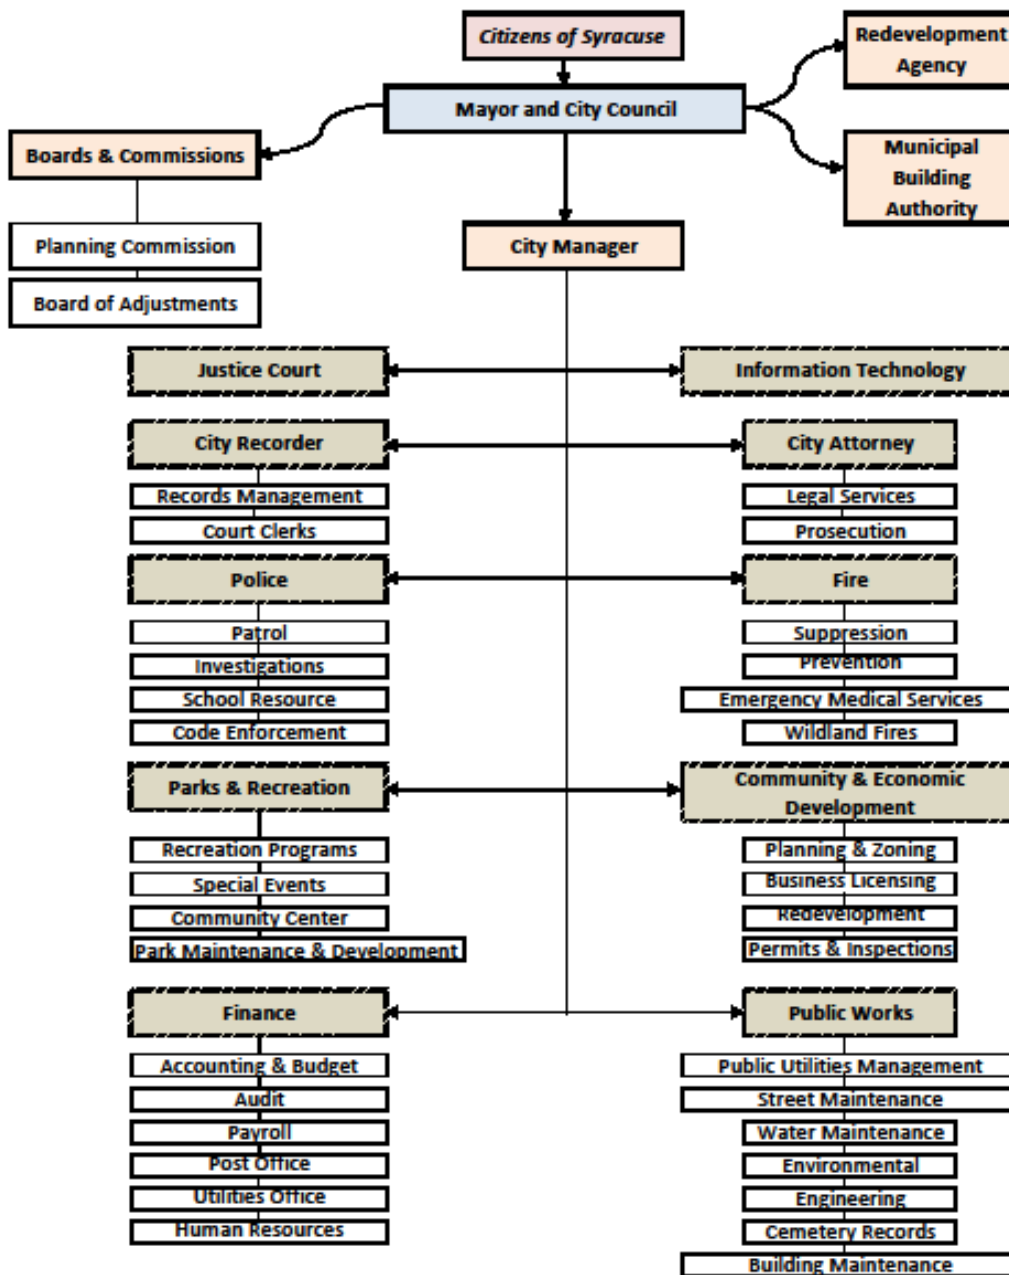 Citizens of Syracuse
Redevelopment
Agency
Mayor and City Council
Boards & Commissions
Municipal
Building
Authority
Planning Commission
City Manager
Board of Adjustments
Justice Court
Information Technology
City Recorder
City Attorney
Records Management
Legal Services
Court Clerks
Prosecution
Police
Fire
Patrol
Suppression
Investigations
Prevention
School Resource
Emergency Medical Services
Code Enforcement
Wildland Fires
Parks & Recreation
Community & Economic
Development
Recreation Programs
Planning & Zoning
Special Events
Business Licensing
Community Center
Redevelopment
Park Maintenance & Development
Permits & Inspections
Finance
Public Works
Accounting & Budget
Public Utilities Management
Audit
Street Maintenance
Payroll
Water Maintenance
Post Office
Environmental
Utilities Office
Engineering
Human Resources
Cemetery Records
Building Maintenance